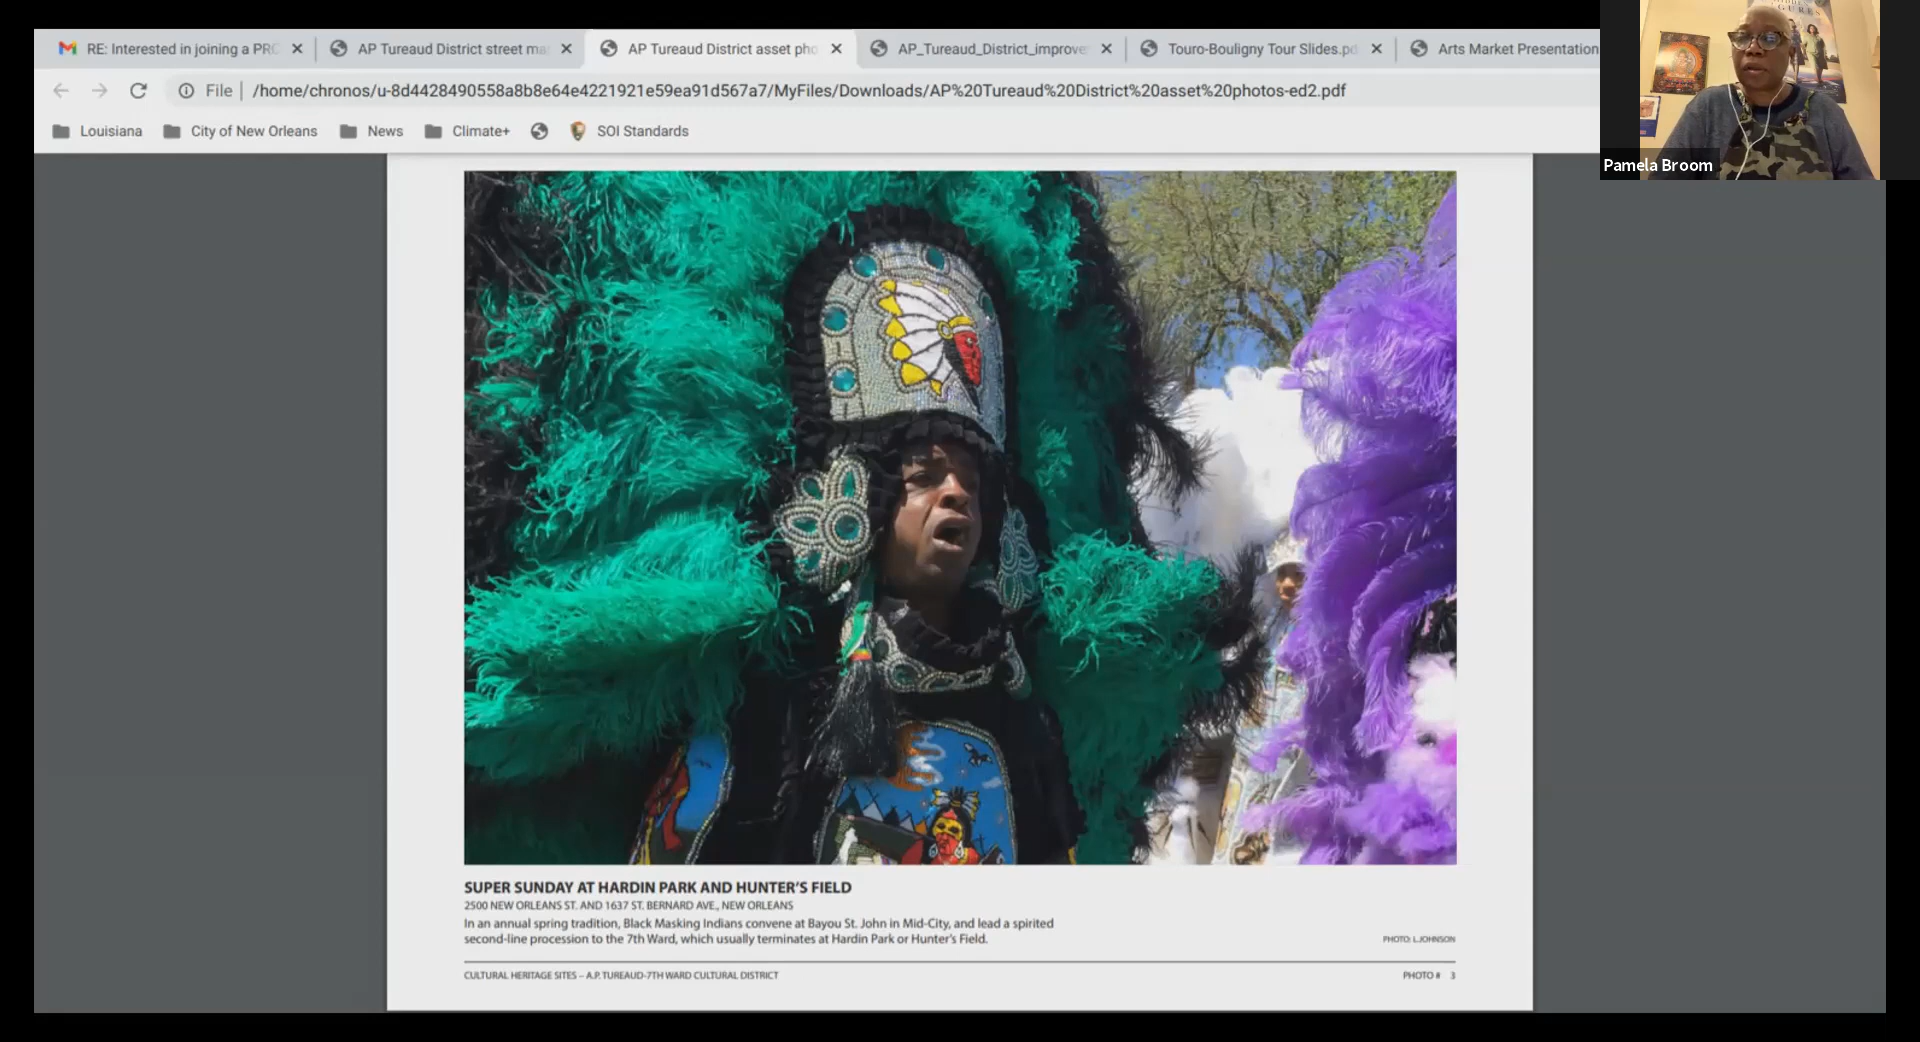 RE: Interested in joining a PRC
AP Tureaud District street ma
AP Tureaud District asset pho
AP_Tureaud_District_improve
Touro-Bouligny Tour Slides.pd
Arts Market Presentation
File
/home/chronos/u-8d4428490558a8b8e64e4221921e59ea91d567a7/MyFiles/Downloads/AP%20Tureaud%20District%20asset%20photos-ed2.pdf
Louisiana
City of New Orleans
News
Climate+
SOI Standards
Pamela Broom
SUPER SUNDAY AT HARDIN PARK AND HUNTER'S FIELD
2500 NEW ORLEANS ST. AND 1637 ST. BERNARD AVE., NEW ORLEANS
In an annual spring tradition, Black Masking Indians convene at Bayou St. John in Mid-City, and lead a spirited
second-line procession to the 7th Ward, which usually terminates at Hardin Park or Hunter's Field.
PHOTO: L.JOHNSON
CULTURAL HERITAGE SITES – A.P. TUREAUD-7TH WARD CULTURAL DISTRICT
PHOTO # 3